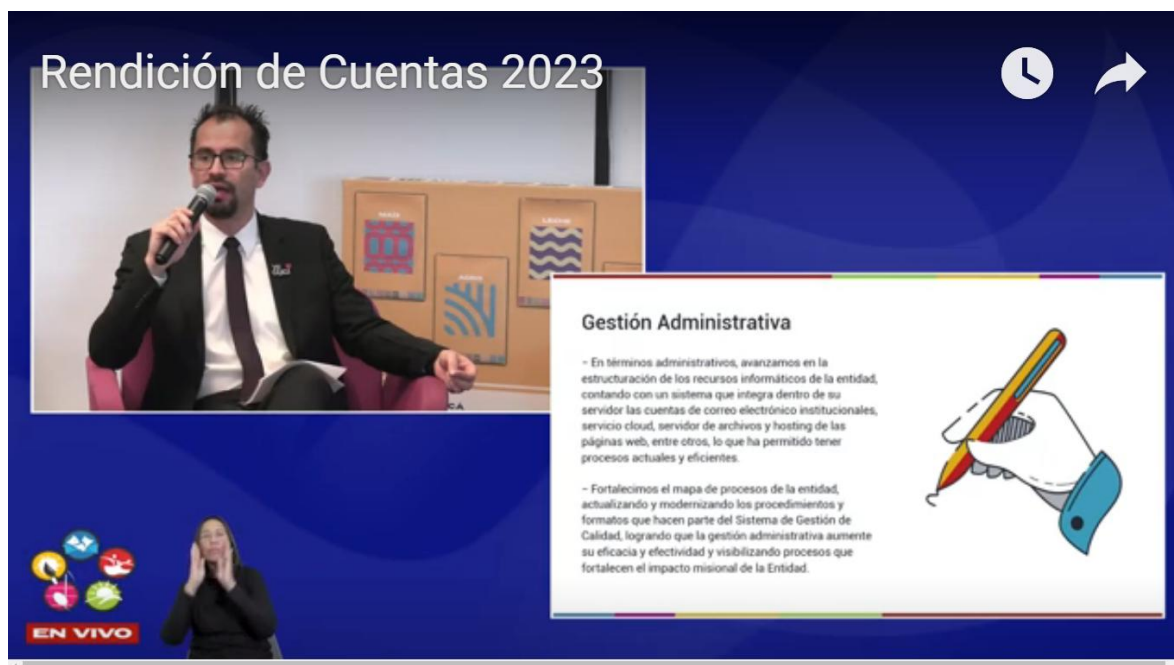 Rendición de Cuentas 2023
MAÍZ
LECHE
AGUA
CA
Gestión Administrativa
– En términos administrativos, avanzamos en la
estructuración de los recursos informáticos de la entidad,
contando con un sistema que integra dentro de su
servidor las cuentas de correo electrónico institucionales,
servicio cloud, servidor de archivos y hosting de las
páginas web, entre otros, lo que ha permitido tener
procesos actuales y eficientes.
– Fortalecimos el mapa de procesos de la entidad,
actualizando y modernizando los procedimientos y
formatos que hacen parte del Sistema de Gestión de
Calidad, logrando que la gestión administrativa aumente
su eficacia y efectividad y visibilizando procesos que
fortalecen el impacto misional de la Entidad.
EN VIVO